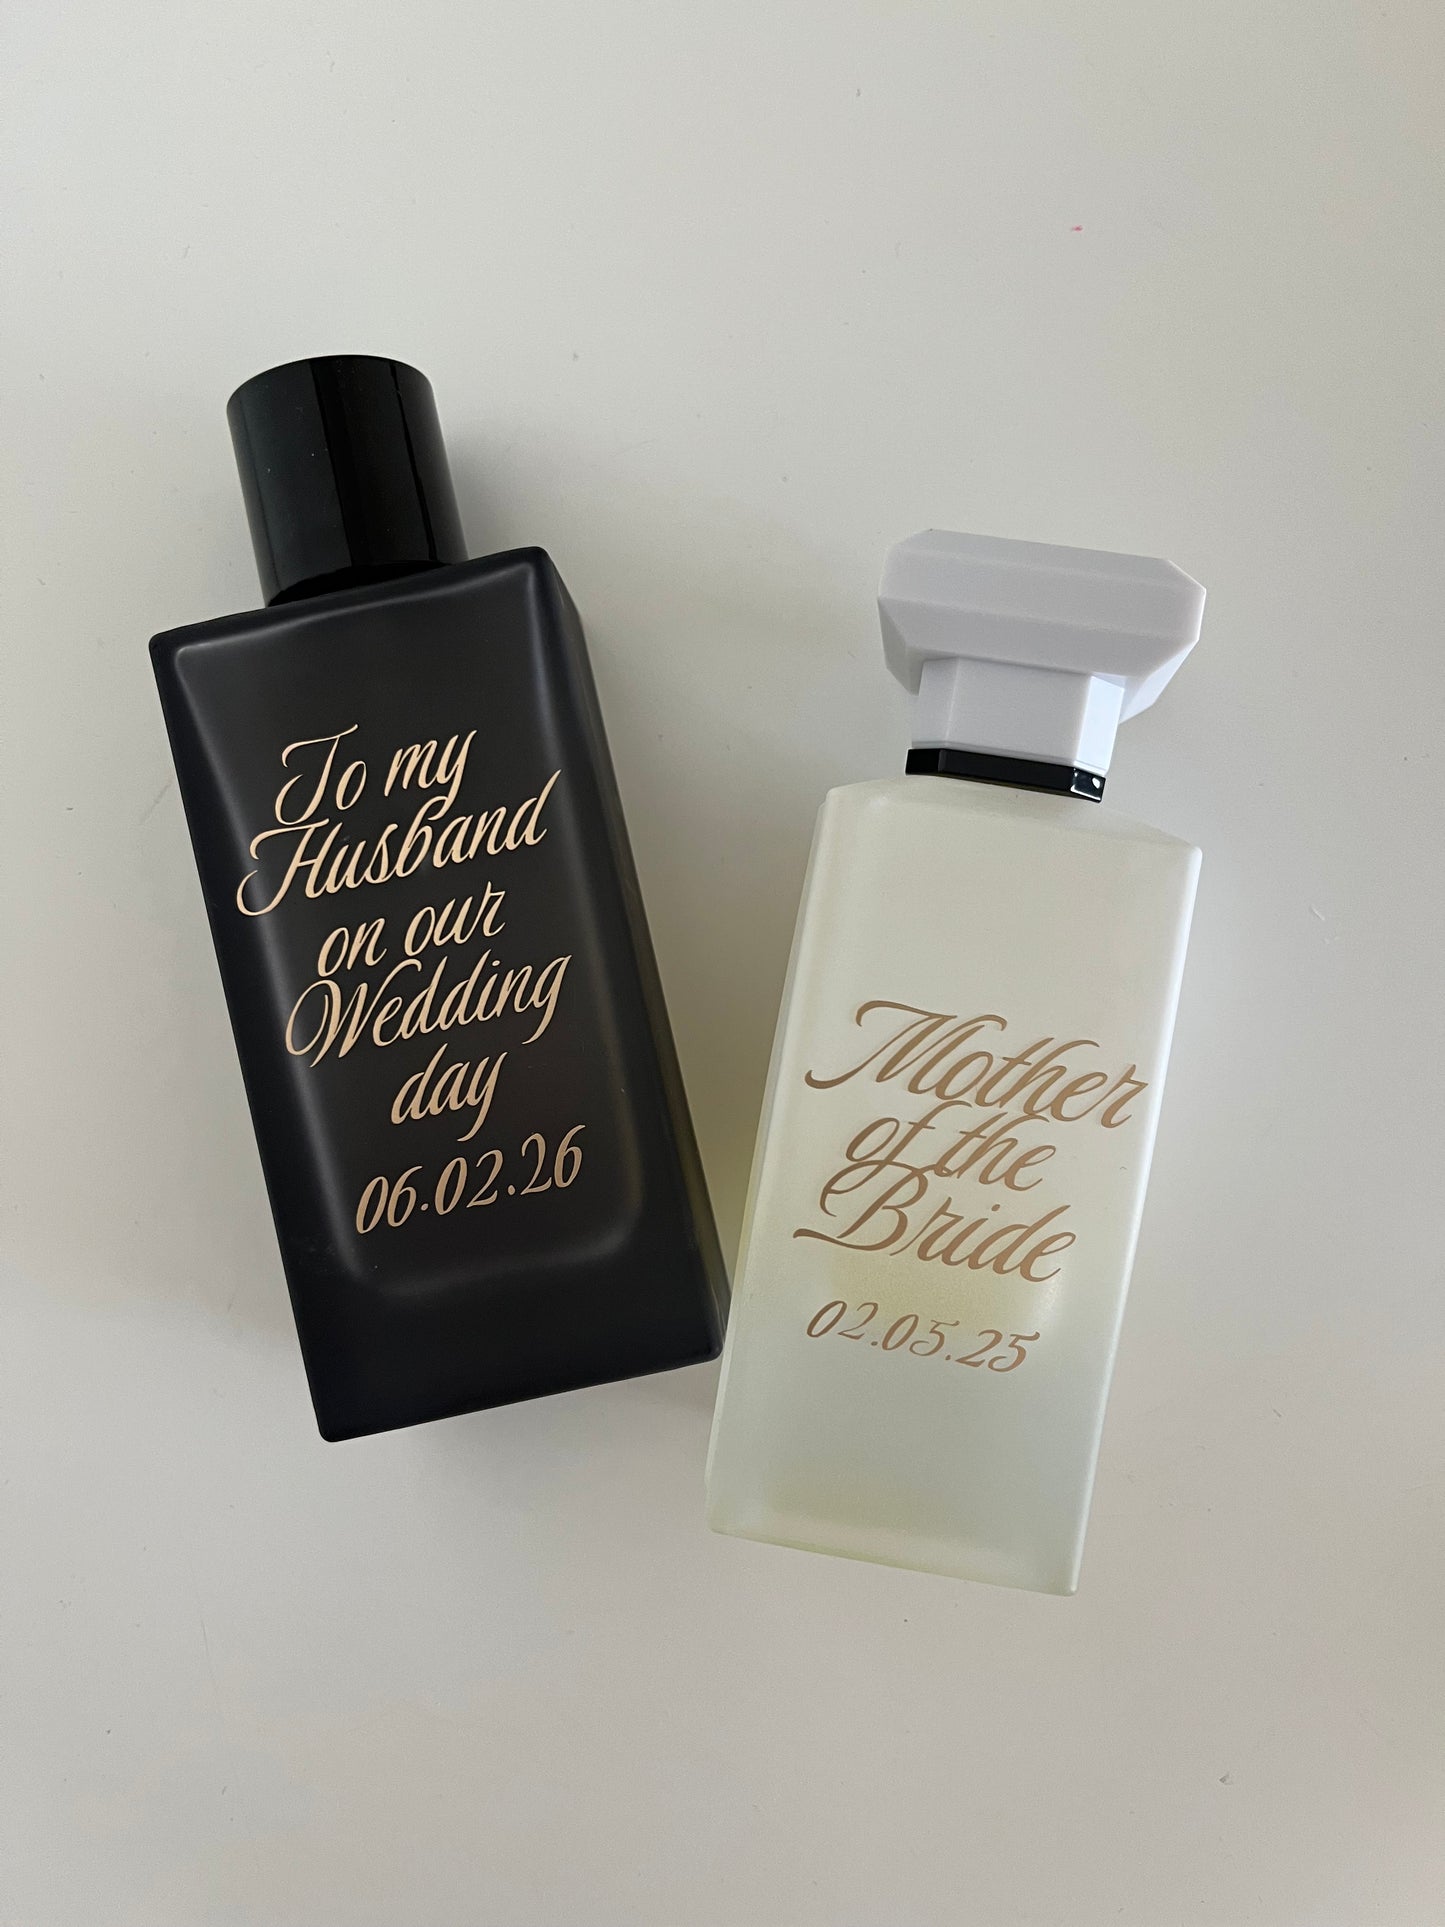 To my
Husband
on our
Wedding
day
06.02.26
Mother
of the
Bride
02.05.25